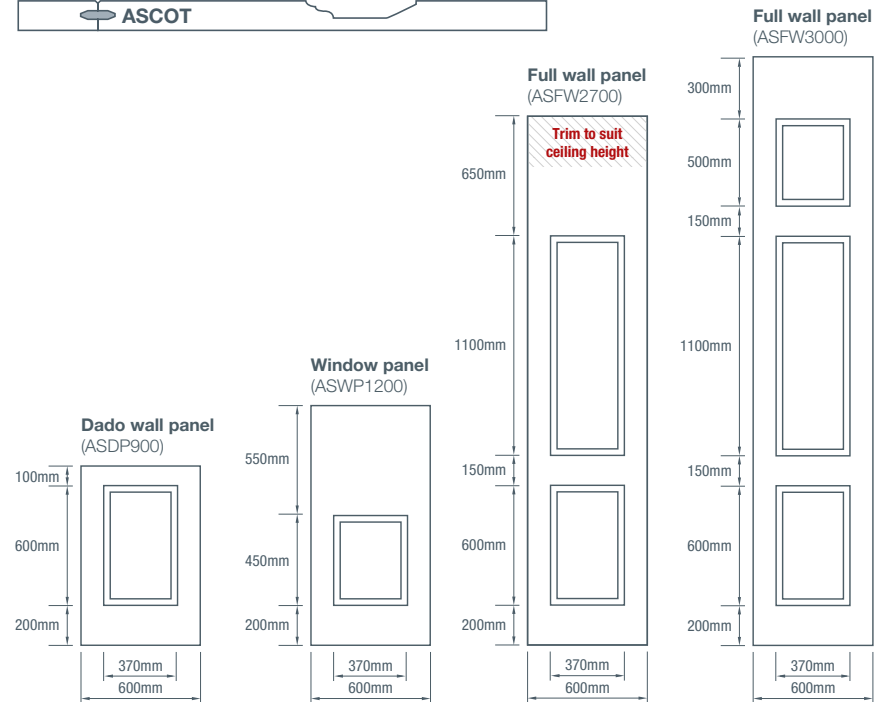 ASCOT
Dado wall panel
(ASDP900)
100mm
600mm
200mm
370mm
600mm
Window panel
(ASWP1200)
550mm
450mm
200mm
370mm
600mm
Full wall panel
(ASFW2700)
Trim to suit
ceiling height
650mm
1100mm
150mm
600mm
200mm
370mm
600mm
Full wall panel
(ASFW3000)
300mm
500mm
150mm
1100mm
150mm
600mm
200mm
370mm
600mm